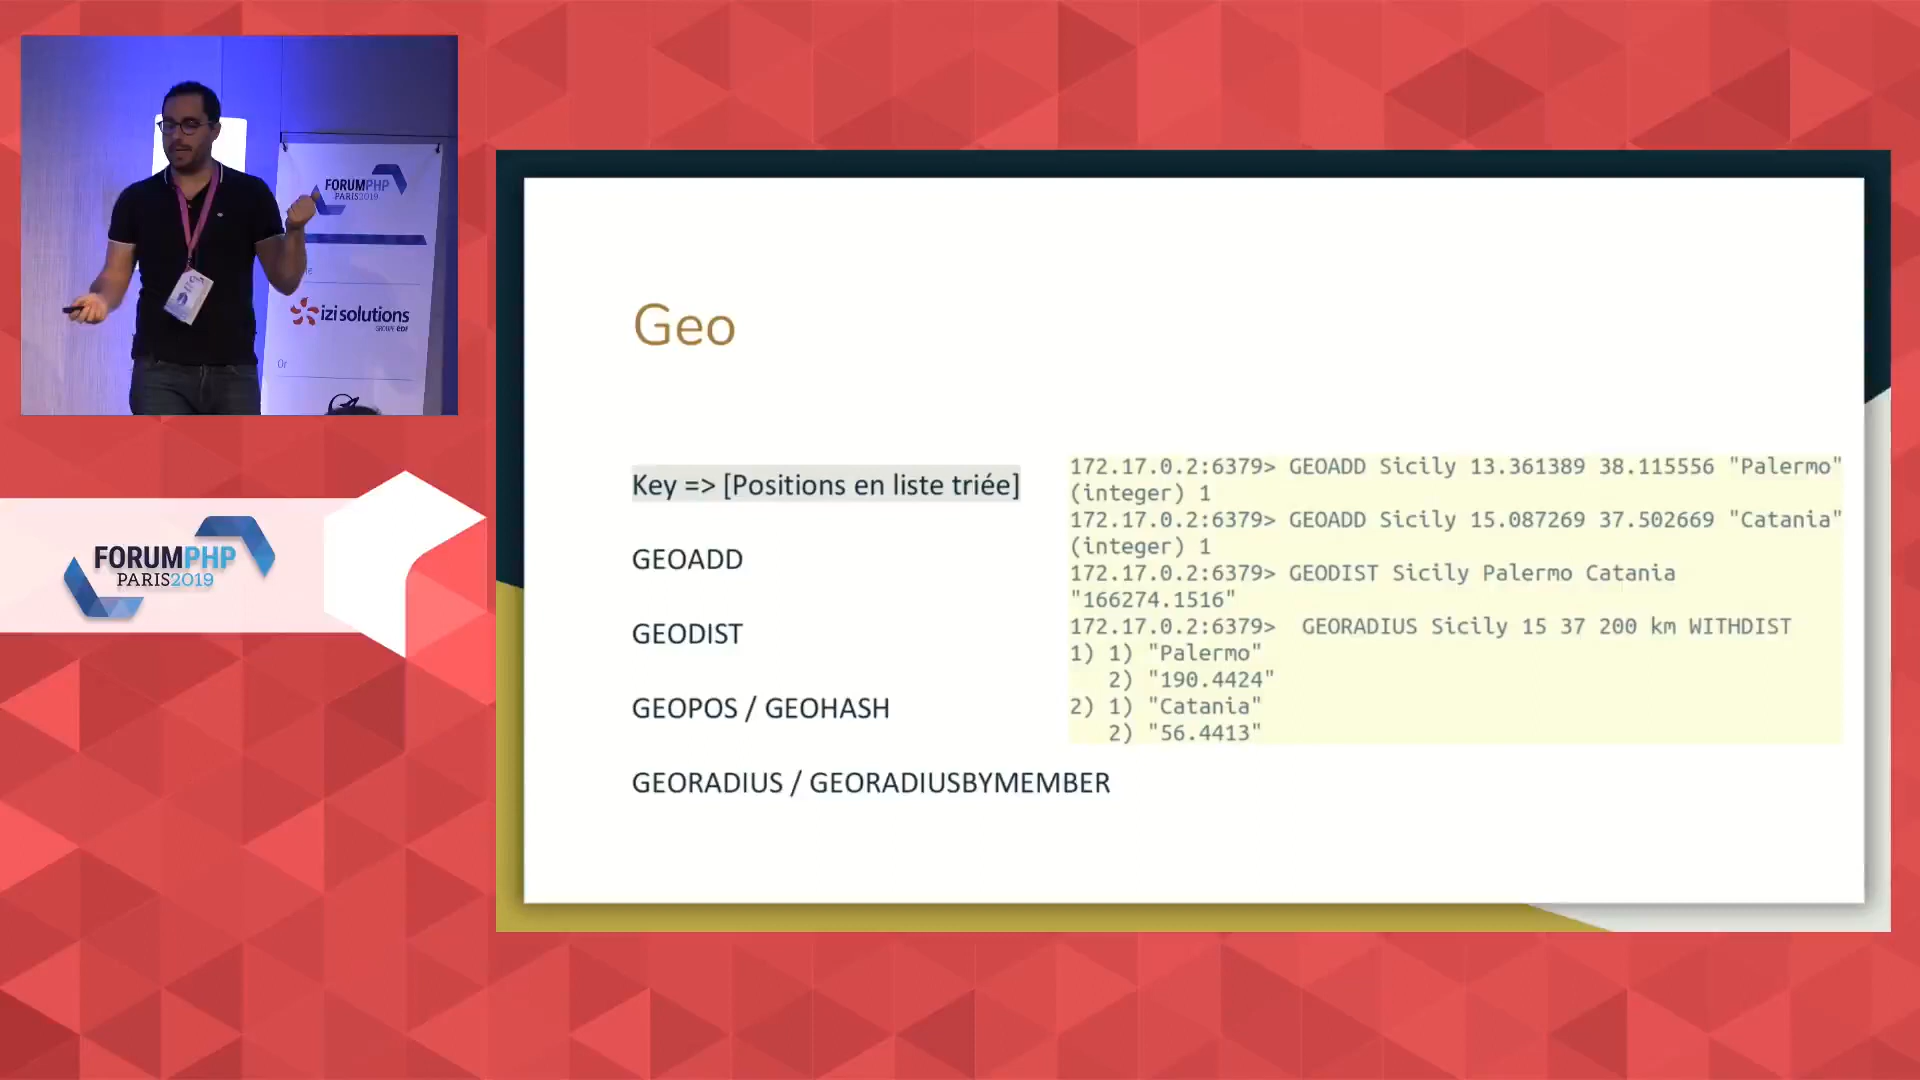 FORUMPHP
PARIS2019
izi solutions
GROUPE EDF
Or
FORUMPHP
PARIS2019
Geo
Key => [Positions en liste triée]
GEOADD
GEODIST
GEOPOS / GEOHASH
GEORADIUS / GEORADIUSBYMEMBER
172.17.0.2:6379> GEOADD Sicily 13.361389 38.115556 "Palermo"
(integer) 1
172.17.0.2:6379> GEOADD Sicily 15.087269 37.502669 "Catania"
(integer) 1
172.17.0.2:6379> GEODIST Sicily Palermo Catania
"166274.1516"
172.17.0.2:6379>  GEORADIUS Sicily 15 37 200 km WITHDIST
1) 1) "Palermo"
   2) "190.4424"
2) 1) "Catania"
   2) "56.4413"